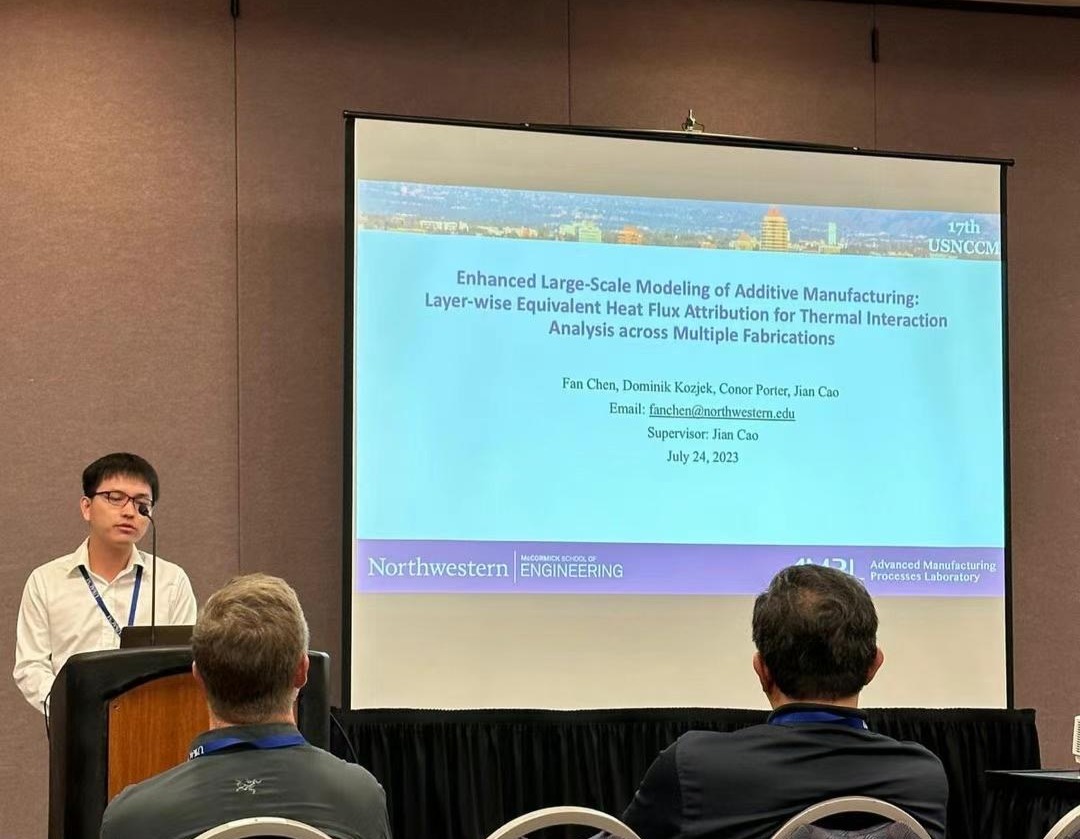 17th
USNCCM
Enhanced Large-Scale Modeling of Additive Manufacturing:
Layer-wise Equivalent Heat Flux Attribution for Thermal Interaction
Analysis across Multiple Fabrications
Fan Chen, Dominik Kozjek, Conor Porter, Jian Cao
Email: fanchen@northwestern.edu
Supervisor: Jian Cao
July 24, 2023
Northwestern
McCORMICK SCHOOL OF
ENGINEERING
Advanced Manufacturing
Processes Laboratory